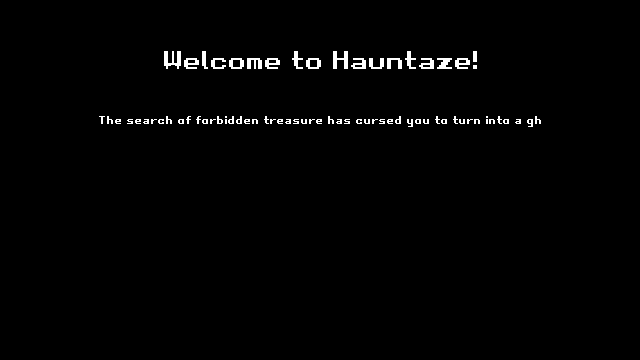 Welcome to Hauntaze!
The search of forbidden treasure has cursed you to turn into a gh